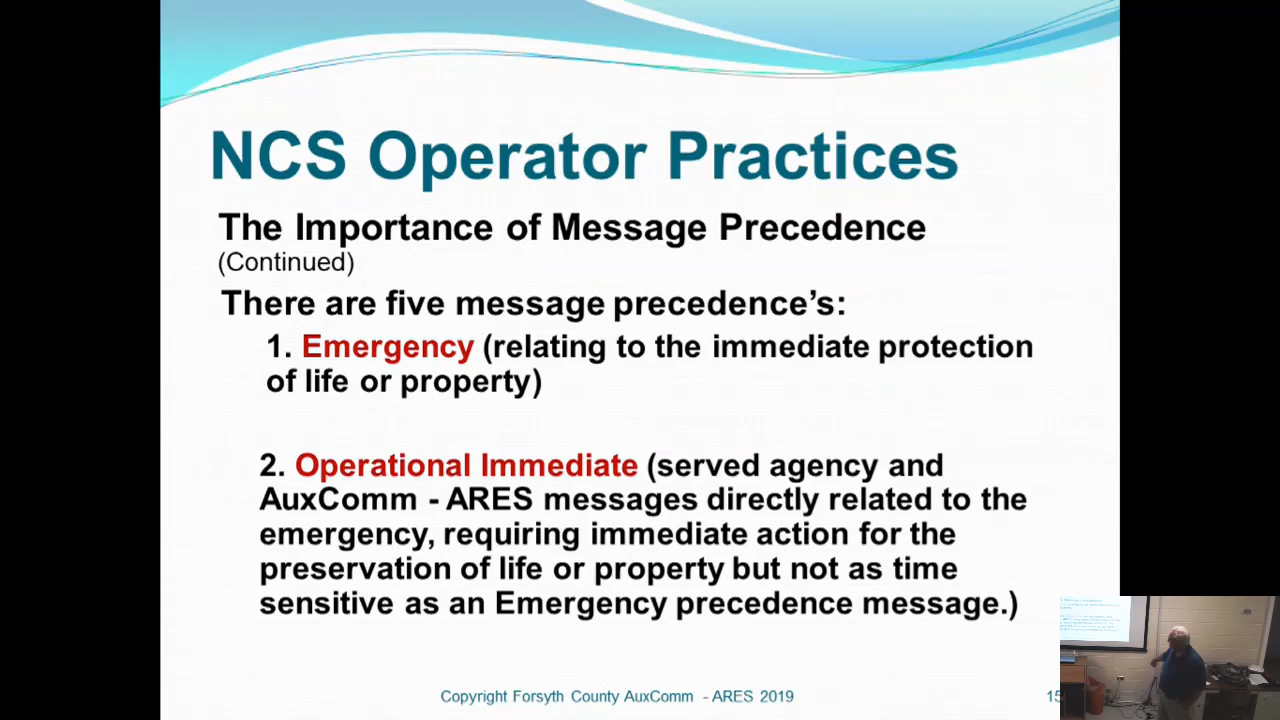 NCS Operator Practices
The Importance of Message Precedence
(Continued)
There are five message precedence’s:
1. Emergency (relating to the immediate protection
of life or property)
2. Operational Immediate (served agency and
AuxComm - ARES messages directly related to the
emergency, requiring immediate action for the
preservation of life or property but not as time
sensitive as an Emergency precedence message.)
Copyright Forsyth County AuxComm - ARES 2019
15